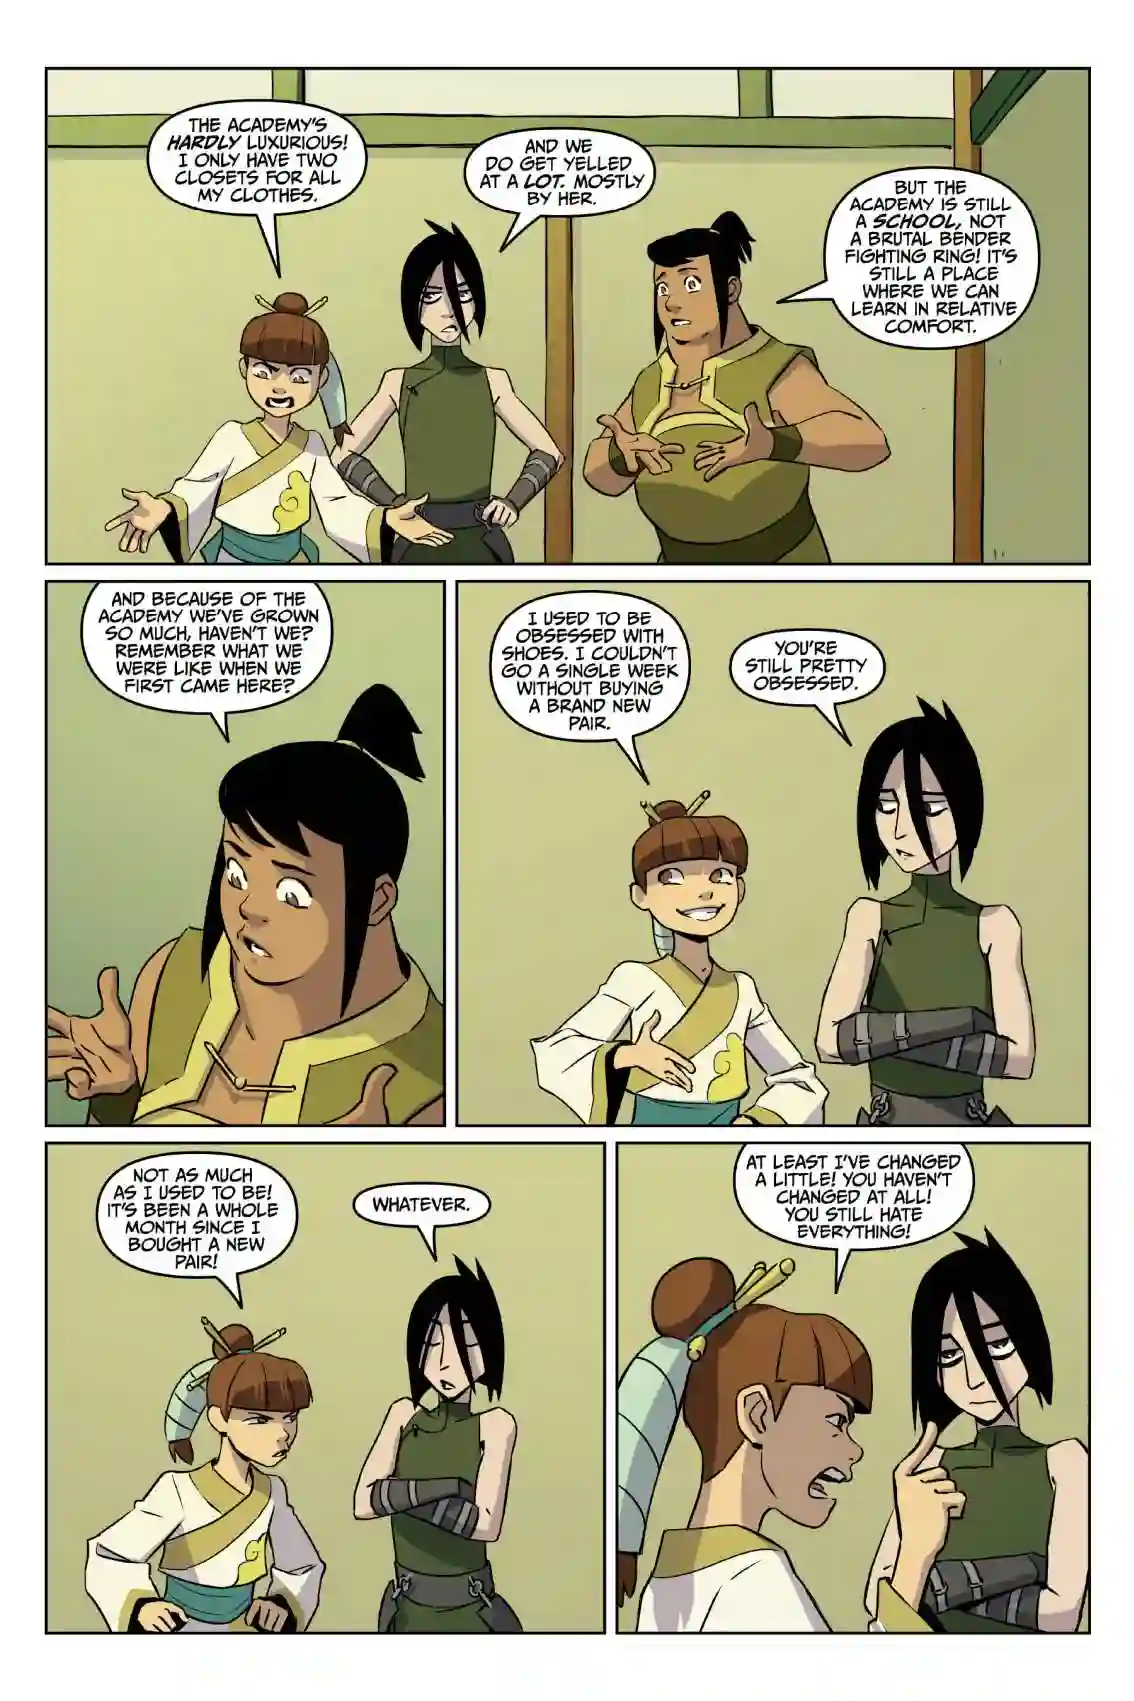 THE ACADEMY'S
HARDLY LUXURIOUS!
I ONLY HAVE TWO
CLOSETS FOR ALL
MY CLOTHES.
AND WE
DO GET YELLED
AT A LOT. MOSTLY
BY HER.
BUT THE
ACADEMY IS STILL
A SCHOOL, NOT
A BRUTAL BENDER
FIGHTING RING! IT'S
STILL A PLACE
WHERE WE CAN
LEARN IN RELATIVE
COMFORT.
AND BECAUSE OF THE
ACADEMY WE'VE GROWN
SO MUCH, HAVEN'T WE?
REMEMBER WHAT WE
WERE LIKE WHEN WE
FIRST CAME HERE?
I USED TO BE
OBSESSED WITH
SHOES. I COULDN'T
GO A SINGLE WEEK
WITHOUT BUYING
A BRAND NEW
PAIR.
YOU'RE
STILL PRETTY
OBSESSED.
NOT AS MUCH
AS I USED TO BE!
IT'S BEEN A WHOLE
MONTH SINCE I
BOUGHT A NEW
PAIR!
WHATEVER.
AT LEAST I'VE CHANGED
A LITTLE! YOU HAVEN'T
CHANGED AT ALL!
YOU STILL HATE
EVERYTHING!